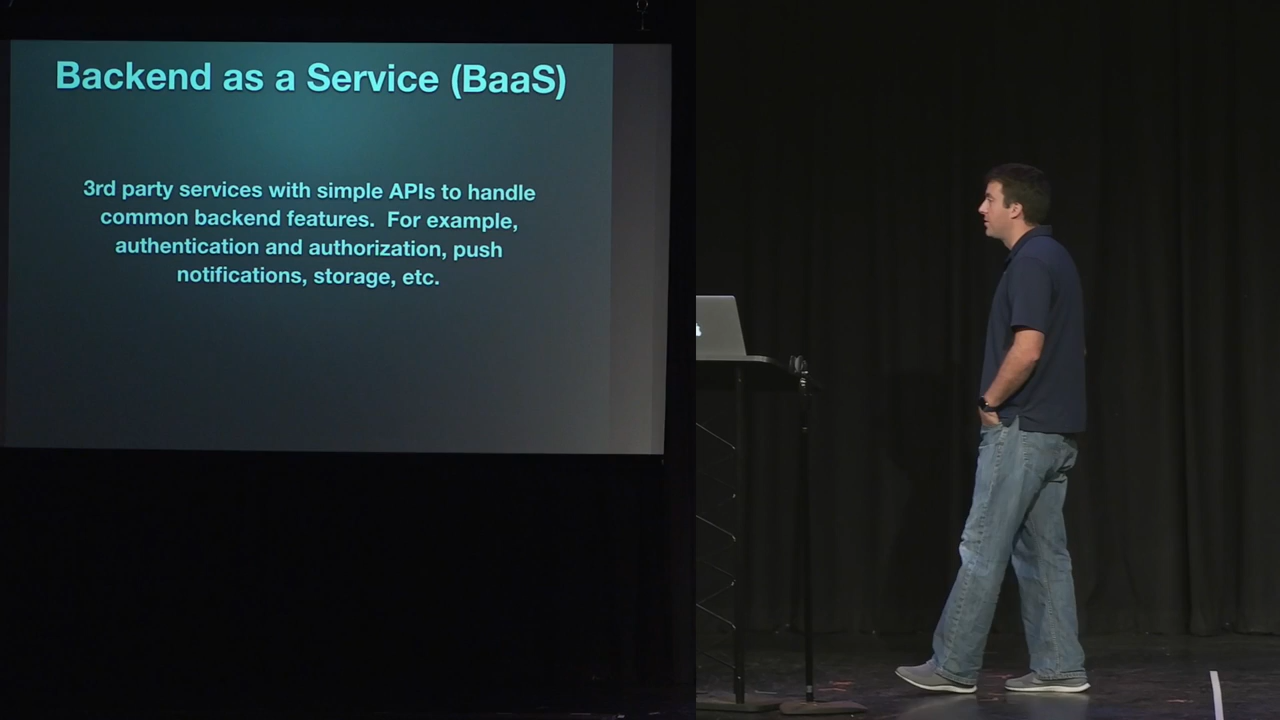 Backend as a Service (BaaS)
3rd party services with simple APIs to handle
common backend features.  For example,
authentication and authorization, push
notifications, storage, etc.